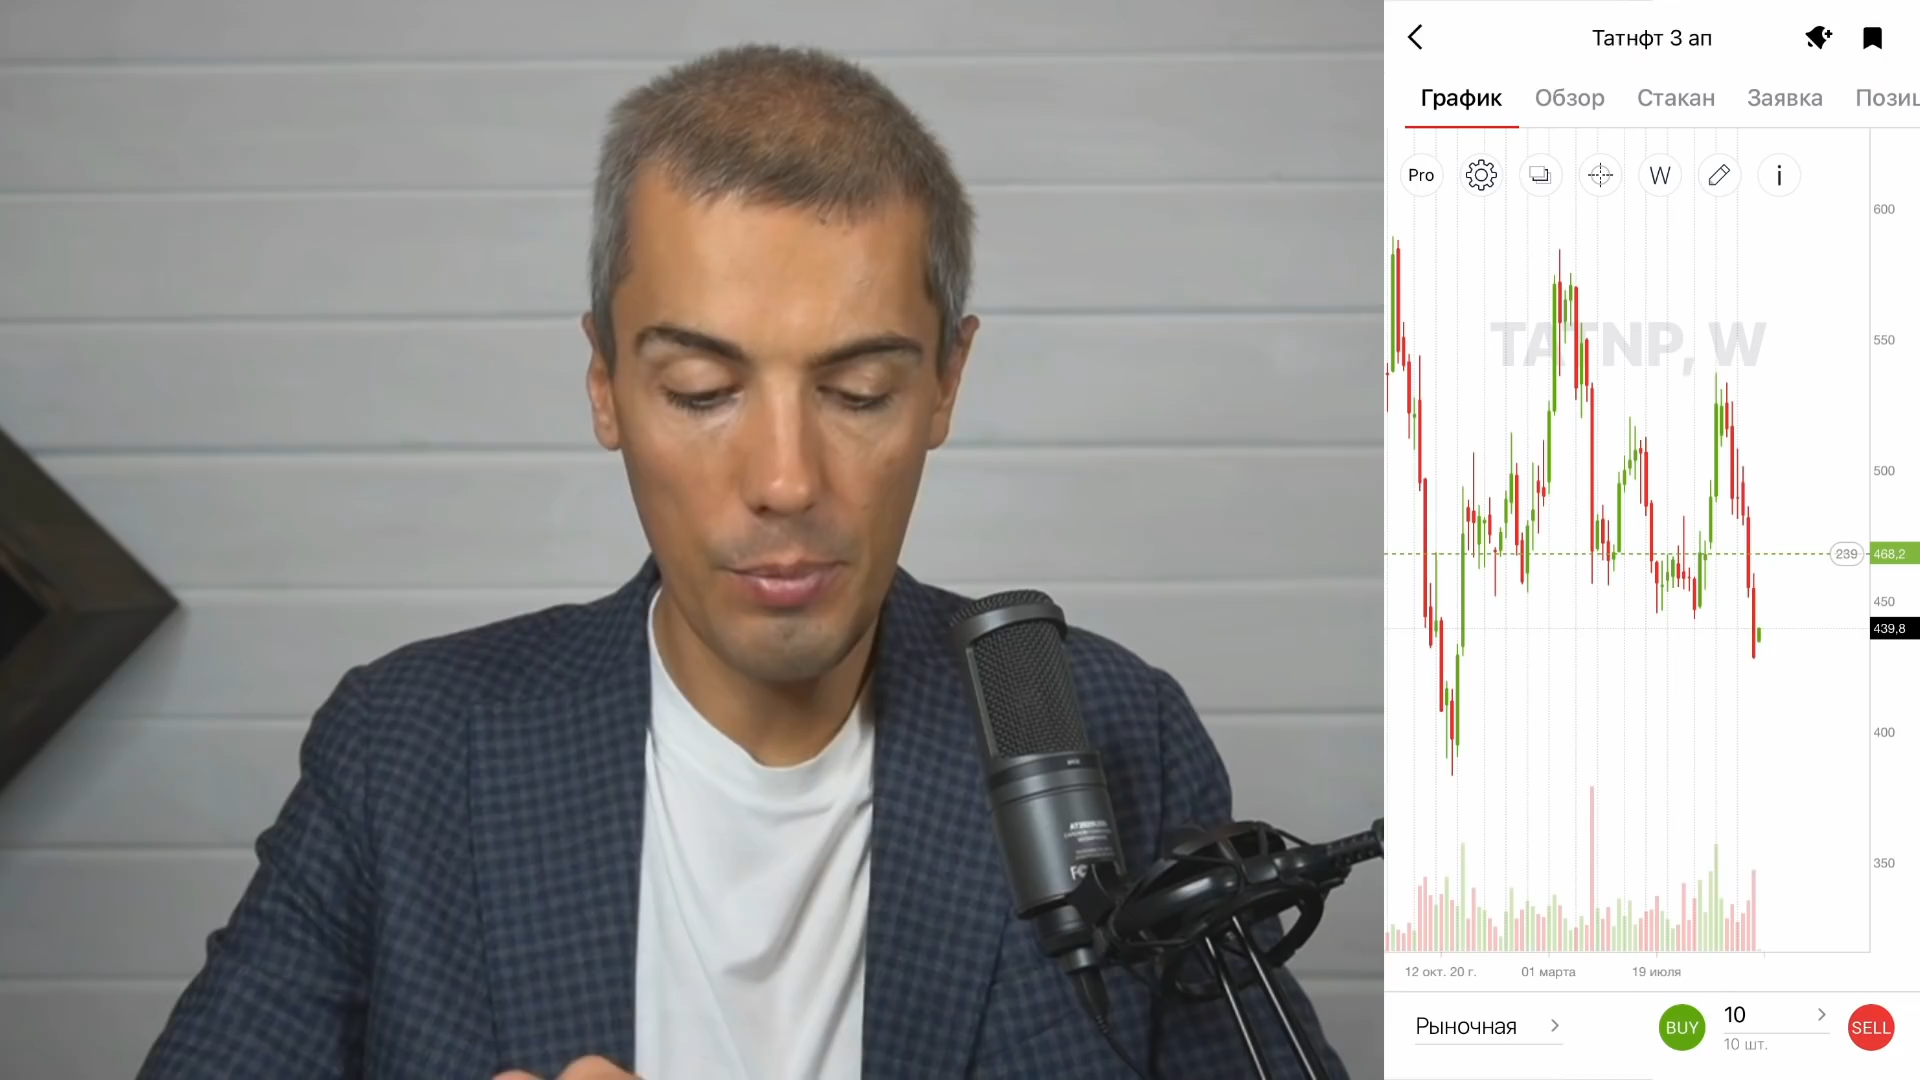 Татнфт 3 ап
График Обзор Стакан Заявка Позиц
Pro W i
TATNP, W
600
550
500
239 468,2
450
439,8
400
350
12 окт. 20 г. 01 марта 19 июля
Рыночная BUY 10 SELL
10 шт.